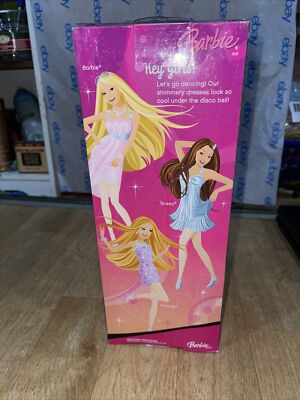 Barbie
Barbie®
Hey girls!
Let's go dancing! Our
shimmery dresses look so
cool under the disco ball!
Teresa®
Barbie
ebay
ebay
ebay